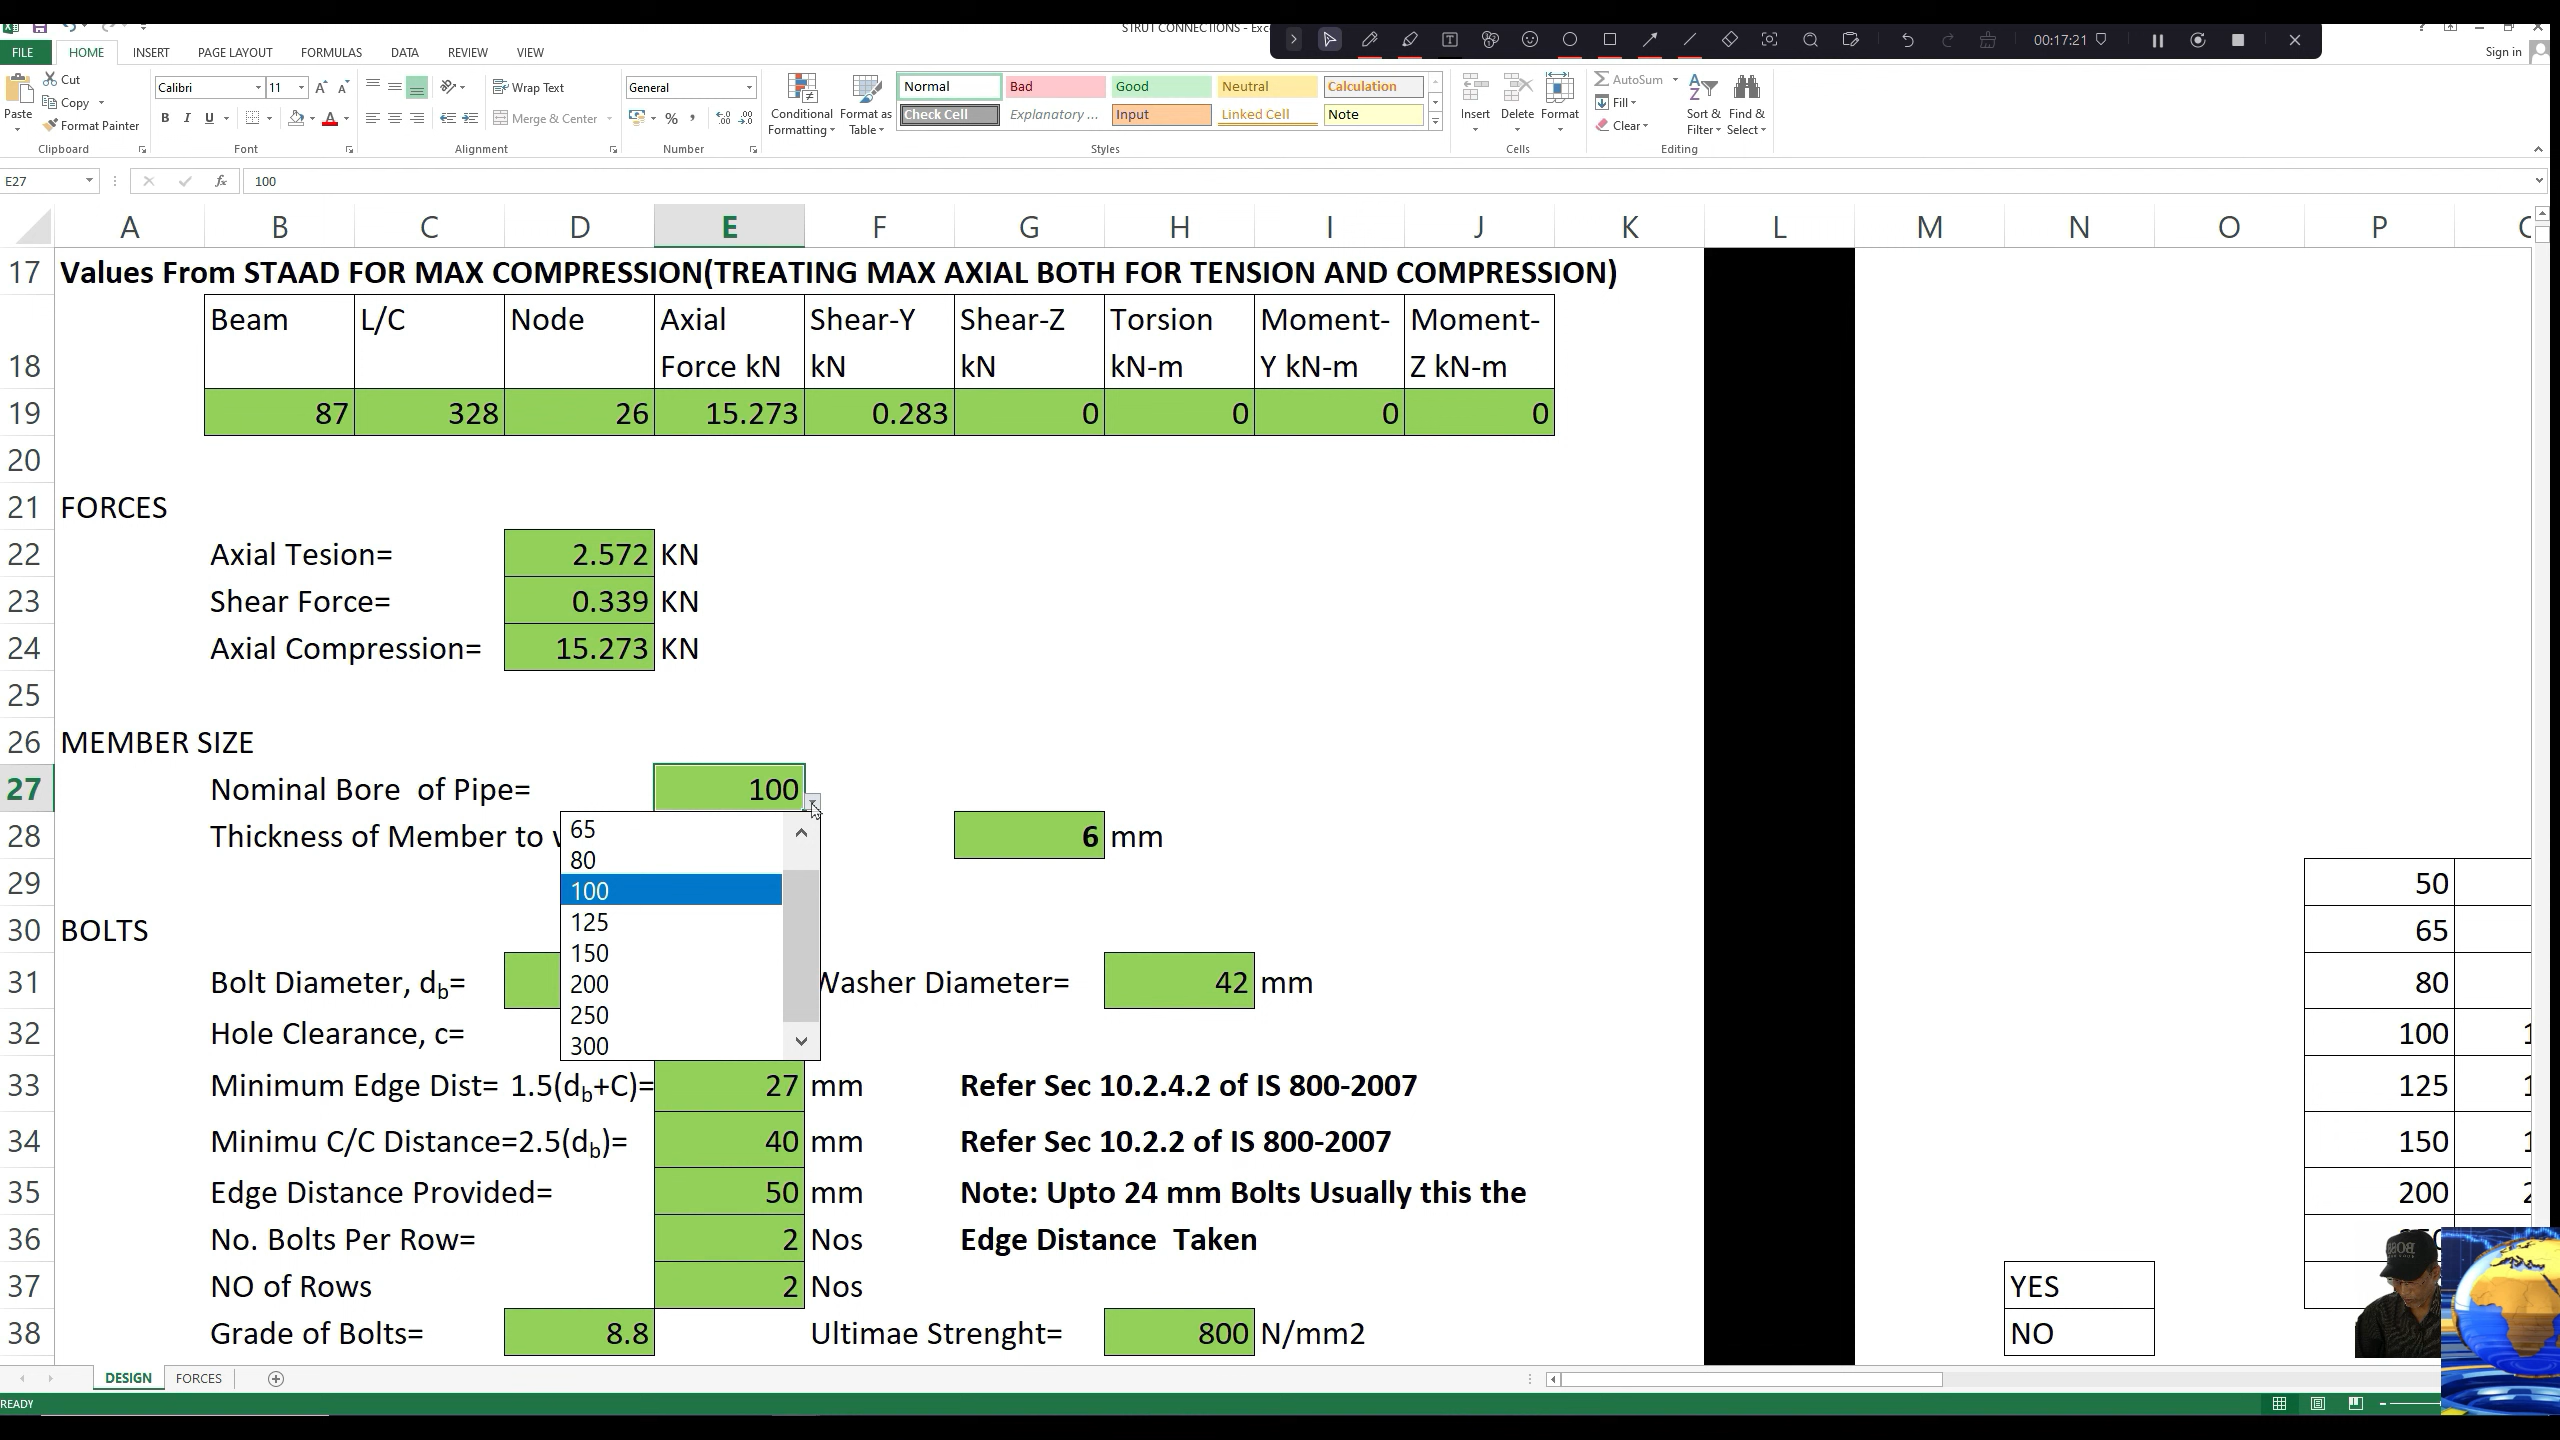 STRUT CONNECTIONS - Exce
00:17:21
FILE HOME INSERT PAGE LAYOUT FORMULAS DATA REVIEW VIEW Sign in
Cut
Copy
Format Painter
Paste
Clipboard
Calibri 11
B I U
Font
Wrap Text
Merge & Center
Alignment
General
Number
Conditional Formatting
Format as Table
Normal Bad Good Neutral Calculation
Check Cell Explanatory ... Input Linked Cell Note
Styles
Insert Delete Format
Cells
AutoSum
Fill
Clear
Sort & Filter
Find & Select
Editing
E27 fx 100
A B C D E F G H I J K L M N O P
17 Values From STAAD FOR MAX COMPRESSION(TREATING MAX AXIAL BOTH FOR TENSION AND COMPRESSION)
18 Beam L/C Node Axial Force kN Shear-Y kN Shear-Z kN Torsion kN-m Moment-Y kN-m Moment-Z kN-m
19 87 328 26 15.273 0.283 0 0 0 0
20
21 FORCES
22 Axial Tesion= 2.572 KN
23 Shear Force= 0.339 KN
24 Axial Compression= 15.273 KN
25
26 MEMBER SIZE
27 Nominal Bore of Pipe= 100
28 Thickness of Member to 6 mm
65
80
100
125
150
200
250
300
29 50
30 BOLTS 65
31 Bolt Diameter, db= Washer Diameter= 42 mm 80
32 Hole Clearance, c= 100
33 Minimum Edge Dist= 1.5(db+C)= 27 mm Refer Sec 10.2.4.2 of IS 800-2007 125
34 Minimu C/C Distance=2.5(db)= 40 mm Refer Sec 10.2.2 of IS 800-2007 150
35 Edge Distance Provided= 50 mm Note: Upto 24 mm Bolts Usually this the 200
36 No. Bolts Per Row= 2 Nos Edge Distance Taken
37 NO of Rows 2 Nos YES
38 Grade of Bolts= 8.8 Ultimae Strenght= 800 N/mm2 NO
DESIGN FORCES
READY